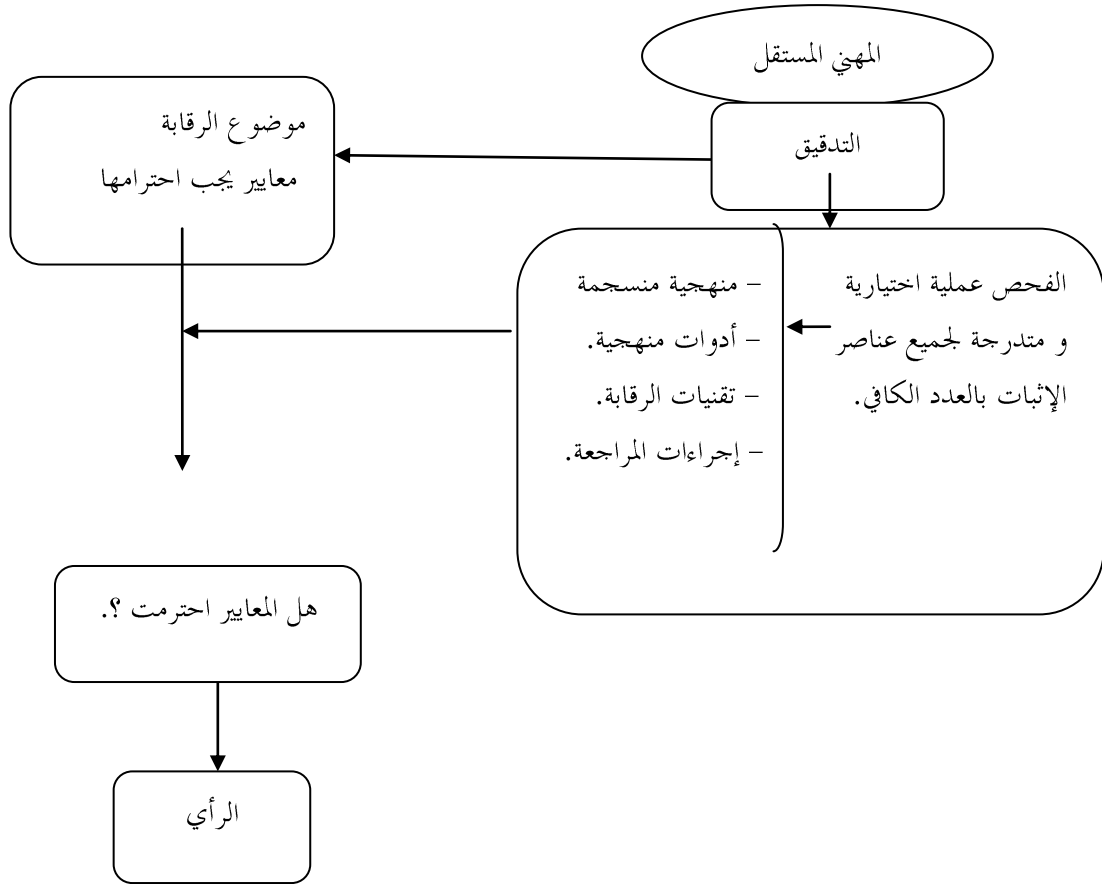 المهني المستقل
التدقيق
موضوع الرقابة
معايير يجب احترامها
الفحص عملية اختيارية
و متدرجة لجميع عناصر
الإثبات بالعدد الكافي.
– منهجية منسجمة
– أدوات منهجية.
– تقنيات الرقابة.
– إجراءات المراجعة.
هل المعايير احترمت ؟.
الرأي